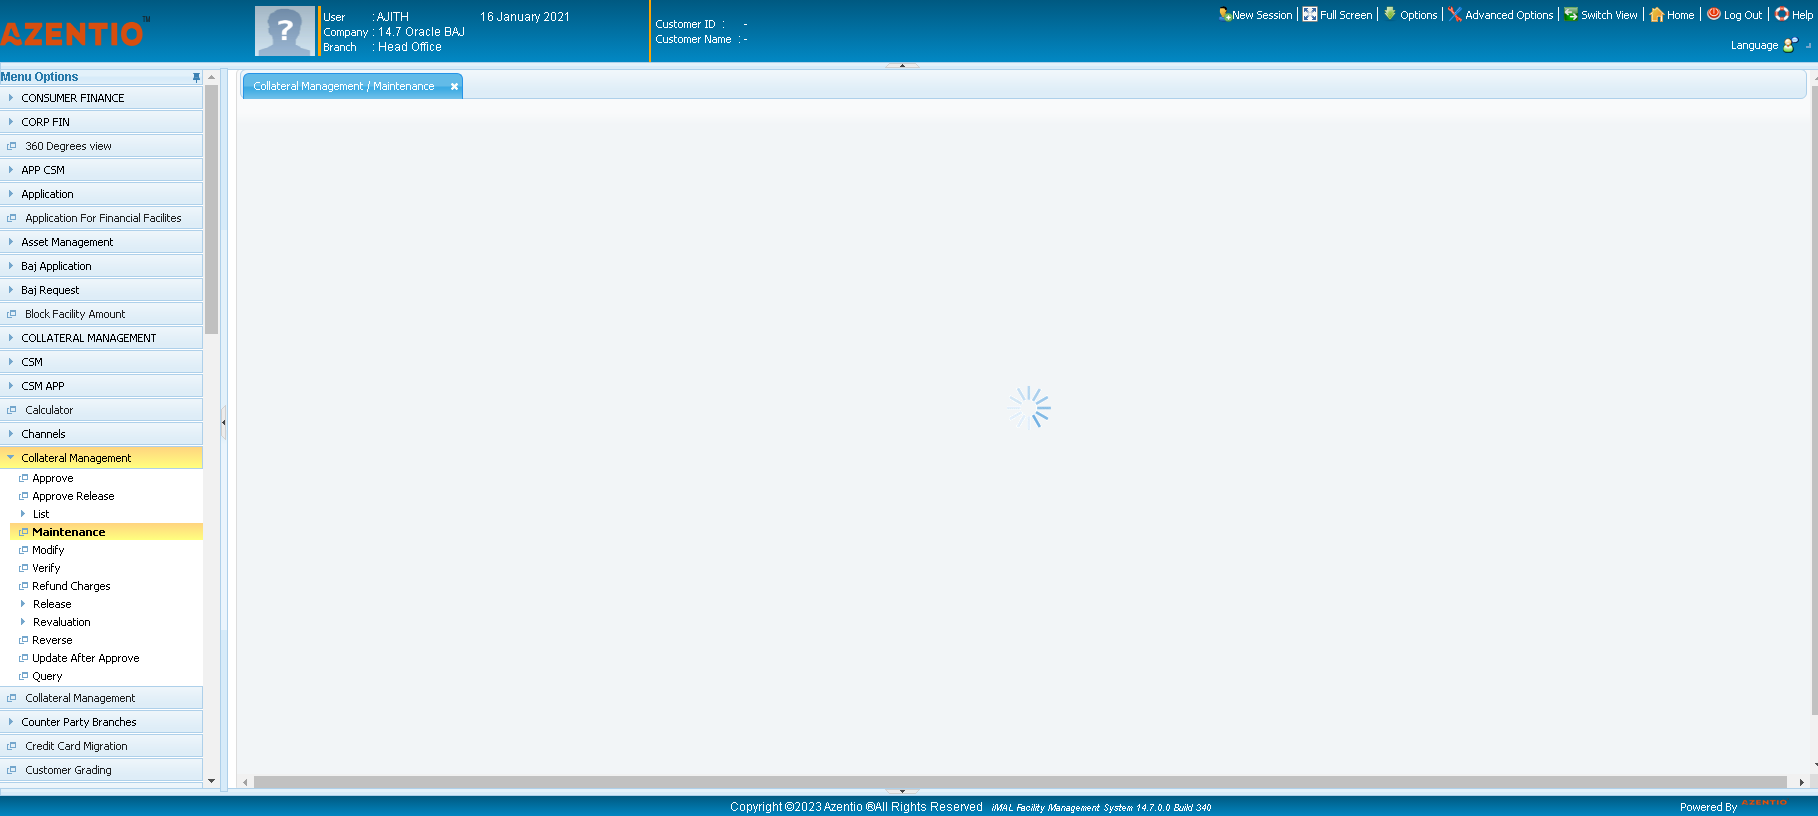 AZENTIO™
User : AJITH 16 January 2021
Company : 14.7 Oracle BAJ
Branch : Head Office
Customer ID : -
Customer Name : -
New Session Full Screen Options Advanced Options Switch View Home Log Out Help
Language
Menu Options
CONSUMER FINANCE
CORP FIN
360 Degrees view
APP CSM
Application
Application For Financial Facilites
Asset Management
Baj Application
Baj Request
Block Facility Amount
COLLATERAL MANAGEMENT
CSM
CSM APP
Calculator
Channels
Collateral Management
Approve
Approve Release
List
Maintenance
Modify
Verify
Refund Charges
Release
Revaluation
Reverse
Update After Approve
Query
Collateral Management
Counter Party Branches
Credit Card Migration
Customer Grading
Collateral Management / Maintenance
Copyright ©2023 Azentio ®All Rights Reserved iMAL Facility Management System 14.7.0.0 Build 340
Powered By AZENTIO